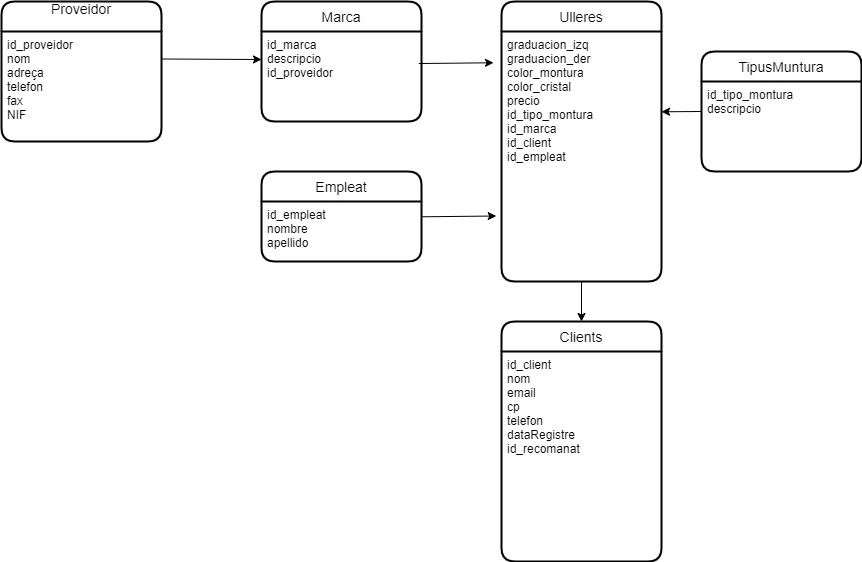 Proveidor
id_proveidor
nom
adreça
telefon
fax
NIF
Marca
id_marca
descripcio
id_proveidor
Ulleres
graduacion_izq
graduacion_der
color_montura
color_cristal
precio
id_tipo_montura
id_marca
id_client
id_empleat
TipusMuntura
id_tipo_montura
descripcio
Empleat
id_empleat
nombre
apellido
Clients
id_client
nom
email
cp
telefon
dataRegistre
id_recomanat